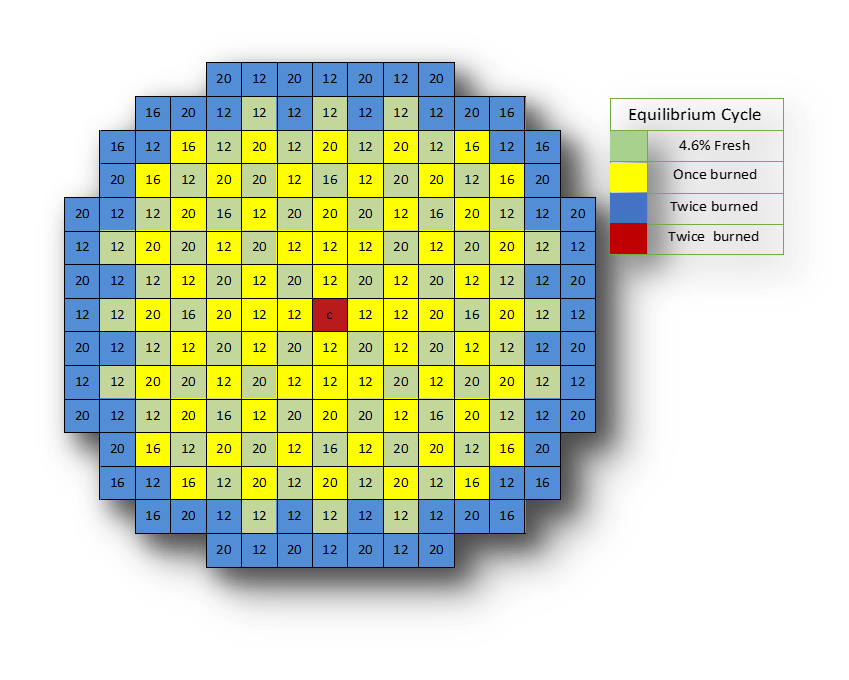 20 12 20 12 20 12 20
16 20 12 12 12 12 12 12 12 20 16
16 12 16 12 20 12 20 12 20 12 16 12 16
20 16 12 20 20 12 16 12 20 20 12 16 20
20 12 12 20 16 12 20 20 20 12 16 20 12 12 20
12 12 20 20 12 20 12 12 12 20 12 20 20 12 12
20 12 12 12 20 12 20 12 20 12 20 12 12 12 20
12 12 20 16 20 12 12 c 12 12 20 16 20 12 12
20 12 12 12 20 12 20 12 20 12 20 12 12 12 20
12 12 20 20 12 20 12 12 12 20 12 20 20 12 12
20 12 12 20 16 12 20 20 20 12 16 20 12 12 20
20 16 12 20 20 12 16 12 20 20 12 16 20
16 12 16 12 20 12 20 12 20 12 16 12 16
16 20 12 12 12 12 12 12 12 20 16
20 12 20 12 20 12 20
Equilibrium Cycle
4.6% Fresh
Once burned
Twice burned
Twice burned